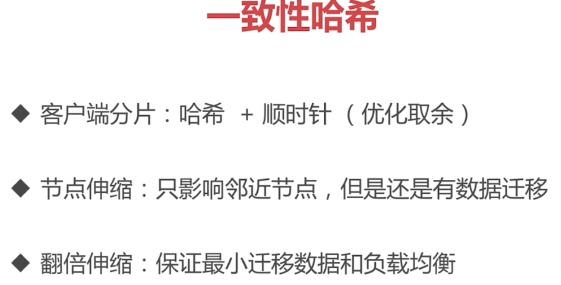 一致性哈希
◆ 客户端分片：哈希 + 顺时针（优化取余）
◆ 节点伸缩：只影响邻近节点，但是还是有数据迁移
◆ 翻倍伸缩：保证最小迁移数据和负载均衡